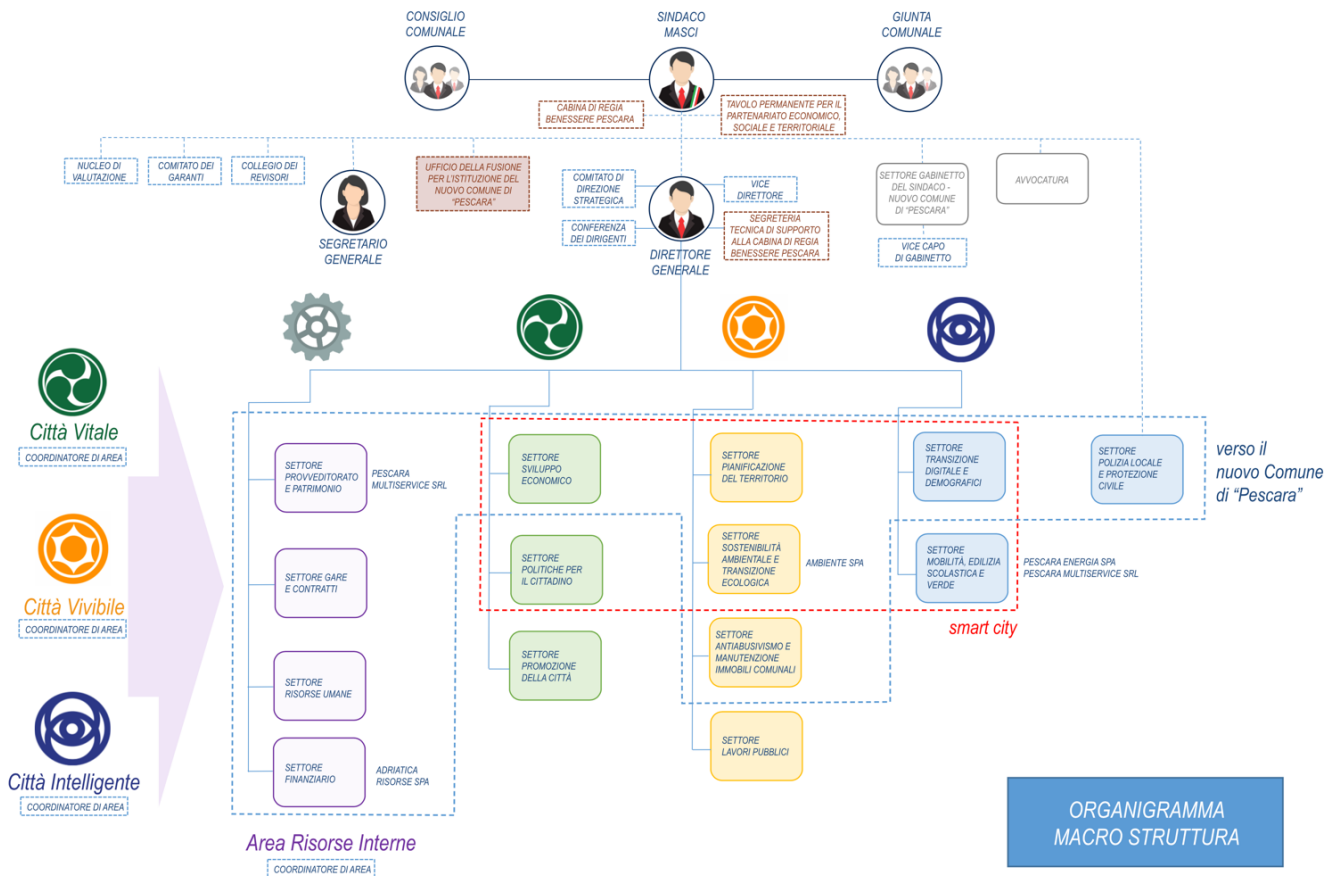 CONSIGLIO
COMUNALE
SINDACO
MASCI
GIUNTA
COMUNALE
CABINA DI REGIA
BENESSERE PESCARA
TAVOLO PERMANENTE PER IL
PARTENARIATO ECONOMICO,
SOCIALE E TERRITORIALE
NUCLEO DI
VALUTAZIONE
COMITATO DEI
GARANTI
COLLEGIO DEI
REVISORI
SEGRETARIO
GENERALE
UFFICIO DELLA FUSIONE
PER L'ISTITUZIONE DEL
NUOVO COMUNE DI
"PESCARA"
COMITATO DI
DIREZIONE
STRATEGICA
VICE
DIRETTORE
CONFERENZA
DEI DIRIGENTI
SEGRETERIA
TECNICA DI SUPPORTO
ALLA CABINA DI REGIA
BENESSERE PESCARA
DIRETTORE
GENERALE
SETTORE GABINETTO
DEL SINDACO -
NUOVO COMUNE
DI "PESCARA"
VICE CAPO
DI GABINETTO
AVVOCATURA
Città Vitale
COORDINATORE DI AREA
Città Vivibile
COORDINATORE DI AREA
Città Intelligente
COORDINATORE DI AREA
SETTORE
PROVVEDITORATO
E PATRIMONIO
PESCARA
MULTISERVICE SRL
SETTORE GARE
E CONTRATTI
SETTORE
RISORSE UMANE
SETTORE
FINANZIARIO
ADRIATICA
RISORSE SPA
Area Risorse Interne
COORDINATORE DI AREA
SETTORE
SVILUPPO
ECONOMICO
SETTORE
POLITICHE PER
IL CITTADINO
SETTORE
PROMOZIONE
DELLA CITTÀ
SETTORE
PIANIFICAZIONE
DEL TERRITORIO
SETTORE
SOSTENIBILITÀ
AMBIENTALE E
TRANSIZIONE
ECOLOGICA
AMBIENTE SPA
SETTORE
ANTIABUSIVISMO E
MANUTENZIONE
IMMOBILI COMUNALI
SETTORE
LAVORI PUBBLICI
SETTORE
TRANSIZIONE
DIGITALE E
DEMOGRAFICI
SETTORE
MOBILITÀ, EDILIZIA
SCOLASTICA E
VERDE
PESCARA ENERGIA SPA
PESCARA MULTISERVICE SRL
smart city
SETTORE
POLIZIA LOCALE
E PROTEZIONE
CIVILE
verso il
nuovo Comune
di "Pescara"
ORGANIGRAMMA
MACRO STRUTTURA